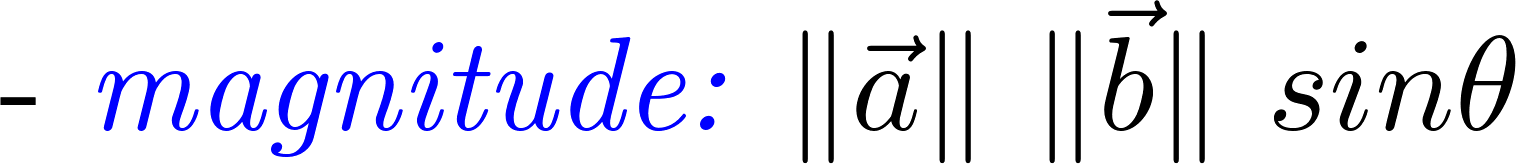 - magnitude: ‖a⃗‖ ‖b⃗‖ sinθ